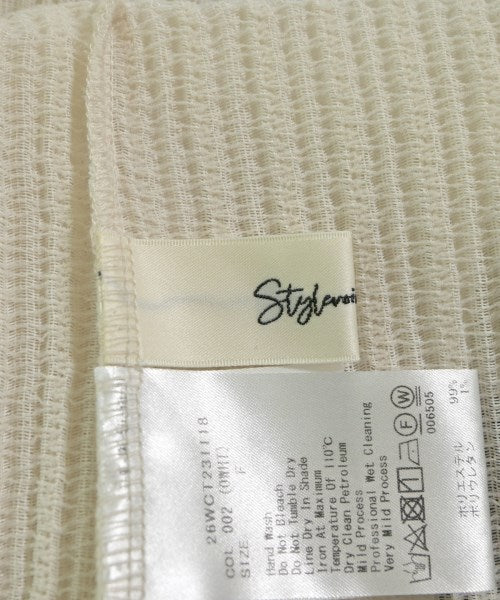 26WCT231118
COL 002 (OWHT)
SIZE F
Hand Wash
Do Not Bleach
Do Not Tumble Dry
Line Dry In Shade
Iron At Maximum
Temperature Of 110℃
Dry Clean Petroleum
Mild Process
Professional Wet Cleaning
Very Mild Process
F W
006505
ポリエステル 99%
ポリウレタン 1%